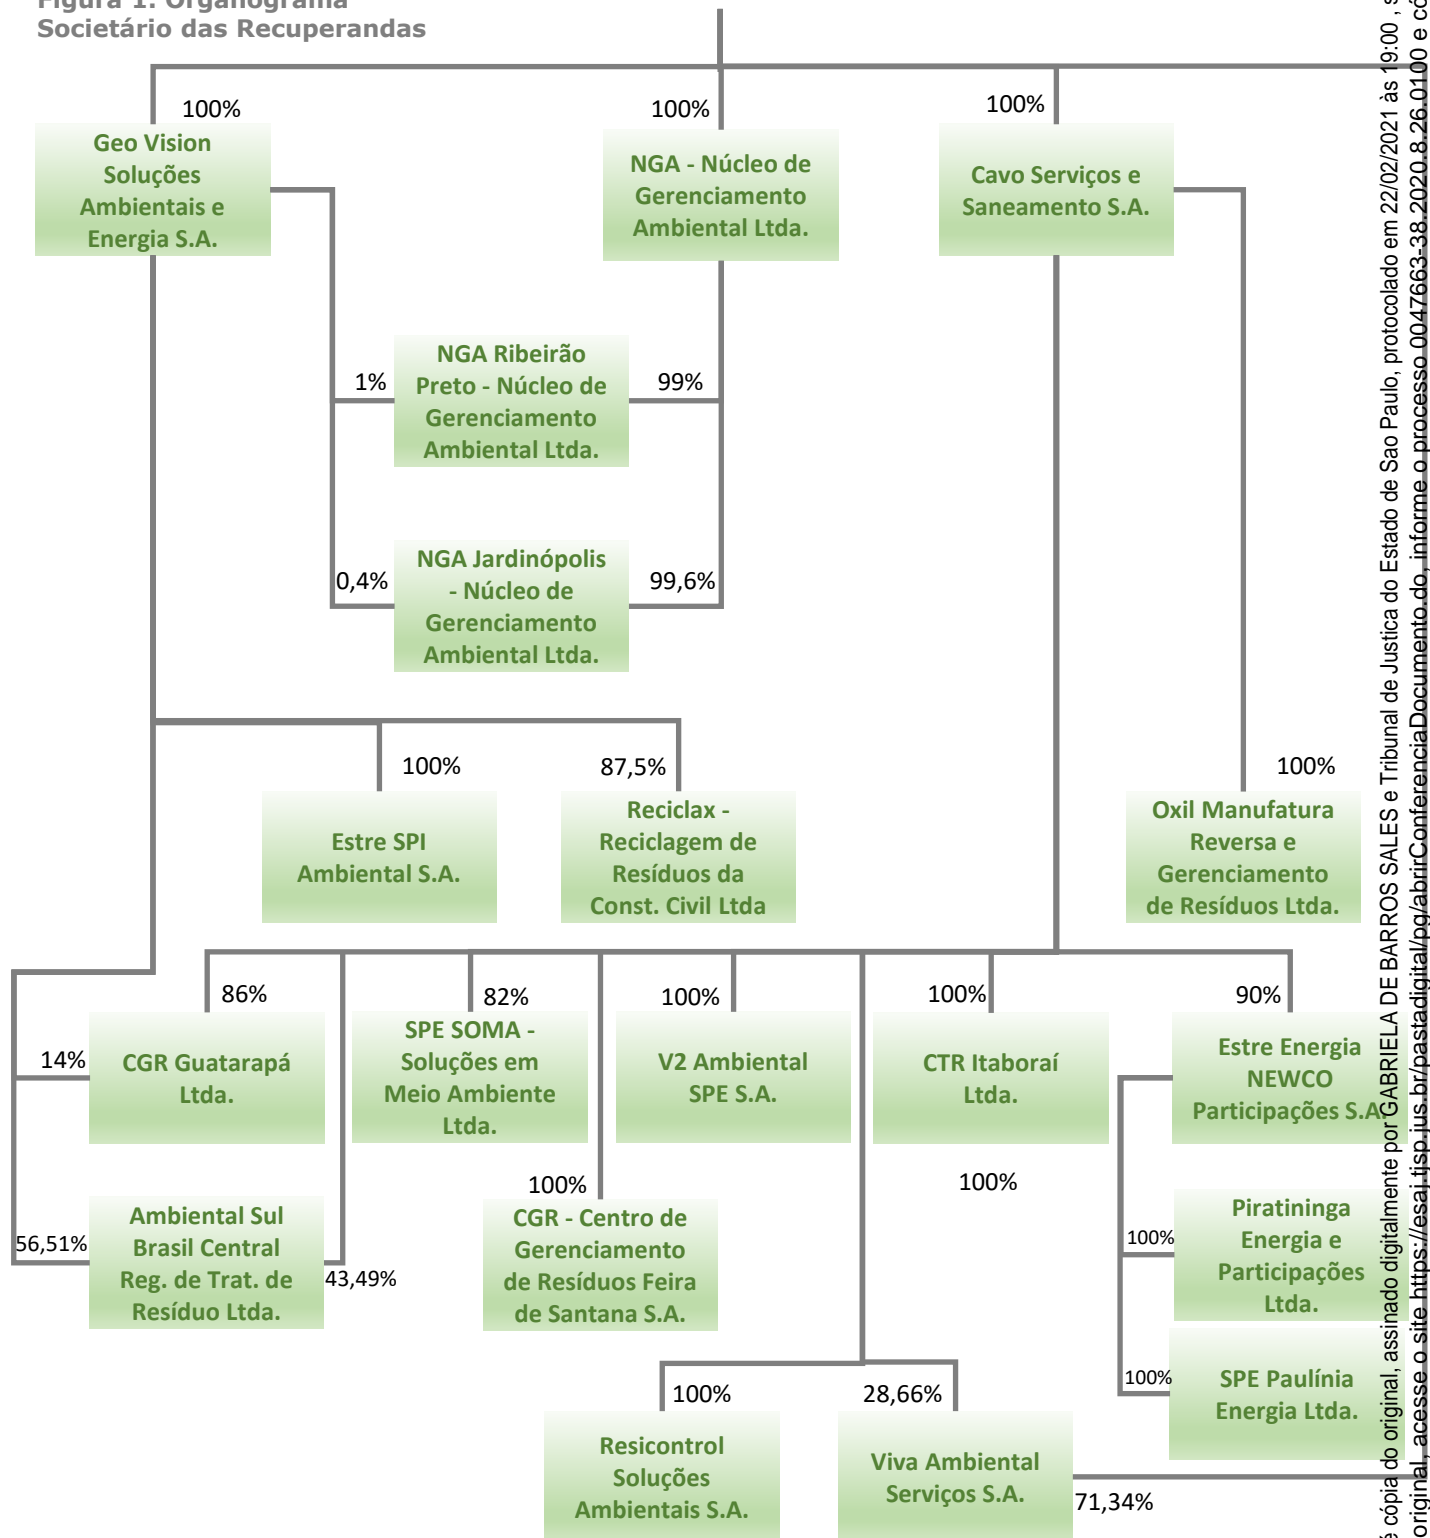 Figura 1. Organograma
Societário das Recuperandas
100%
100%
100%
Geo Vision
Soluções
Ambientais e
Energia S.A.
NGA - Núcleo de
Gerenciamento
Ambiental Ltda.
Cavo Serviços e
Saneamento S.A.
1%
NGA Ribeirão
Preto - Núcleo de
Gerenciamento
Ambiental Ltda.
99%
0,4%
NGA Jardinópolis
- Núcleo de
Gerenciamento
Ambiental Ltda.
99,6%
100%
87,5%
100%
Estre SPI
Ambiental S.A.
Reciclax -
Reciclagem de
Resíduos da
Const. Civil Ltda
Oxil Manufatura
Reversa e
Gerenciamento
de Resíduos Ltda.
86%
82%
100%
100%
90%
14%
CGR Guatarapá
Ltda.
SPE SOMA -
Soluções em
Meio Ambiente
Ltda.
V2 Ambiental
SPE S.A.
CTR Itaboraí
Ltda.
Estre Energia
NEWCO
Participações S.A.
100%
100%
56,51%
Ambiental Sul
Brasil Central
Reg. de Trat. de
Resíduo Ltda.
43,49%
CGR - Centro de
Gerenciamento
de Resíduos Feira
de Santana S.A.
100%
Piratininga
Energia e
Participações
Ltda.
100%
SPE Paulínia
Energia Ltda.
100%
28,66%
Resicontrol
Soluções
Ambientais S.A.
Viva Ambiental
Serviços S.A.
71,34%
é cópia do original, assinado digitalmente por GABRIELA DE BARROS SALES e Tribunal de Justica do Estado de Sao Paulo, protocolado em 22/02/2021 às 19:00 ,
original, acesse o site https://esaj.tjsp.jus.br/pastadigital/pg/abrirConferenciaDocumento.do, informe o processo 0047663-38.2020.8.26.0100 e